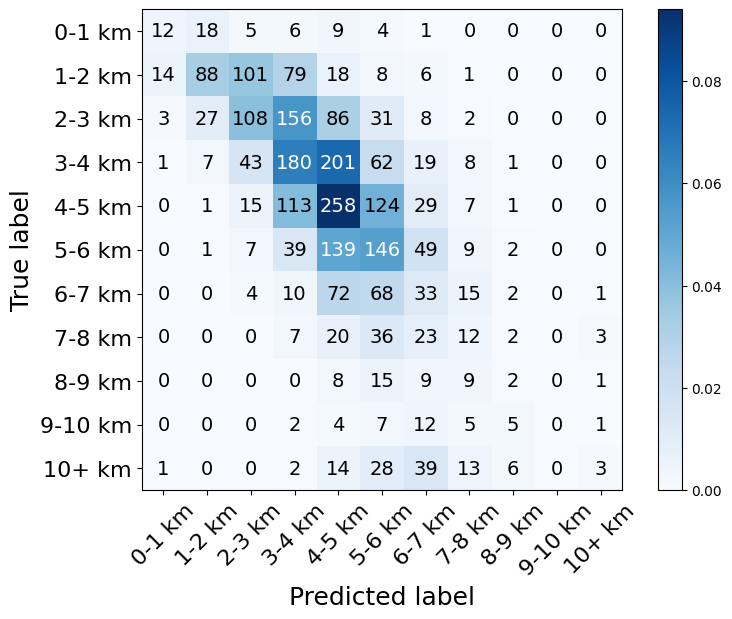 0-1 km 12 18 5 6 9 4 1 0 0 0 0
1-2 km 14 88 101 79 18 8 6 1 0 0 0
2-3 km 3 27 108 156 86 31 8 2 0 0 0
3-4 km 1 7 43 180 201 62 19 8 1 0 0
4-5 km 0 1 15 113 258 124 29 7 1 0 0
5-6 km 0 1 7 39 139 146 49 9 2 0 0
6-7 km 0 0 4 10 72 68 33 15 2 0 1
7-8 km 0 0 0 7 20 36 23 12 2 0 3
8-9 km 0 0 0 0 8 15 9 9 2 0 1
9-10 km 0 0 0 2 4 7 12 5 5 0 1
10+ km 1 0 0 2 14 28 39 13 6 0 3
0-1 km 1-2 km 2-3 km 3-4 km 4-5 km 5-6 km 6-7 km 7-8 km 8-9 km 9-10 km 10+ km
Predicted label
True label
0.08
0.06
0.04
0.02
0.00